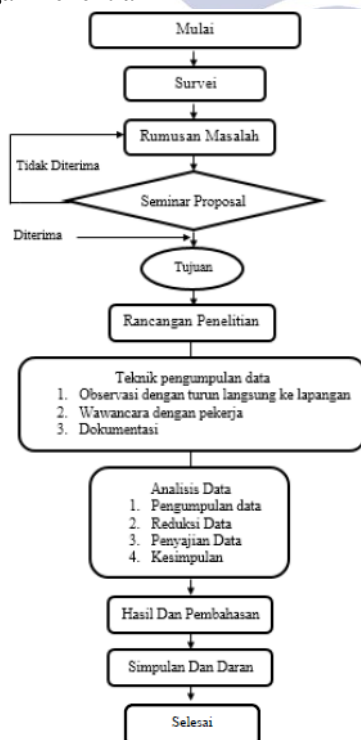 Mulai
Survei
Rumusan Masalah
Tidak Diterima
Seminar Proposal
Diterima
Tujuan
Rancangan Penelitian
Teknik pengumpulan data
1. Observasi dengan turun langsung ke lapangan
2. Wawancara dengan pekerja
3. Dokumentasi
Analisis Data
1. Pengumpulan data
2. Reduksi Data
3. Penyajian Data
4. Kesimpulan
Hasil Dan Pembahasan
Simpulan Dan Daran
Selesai